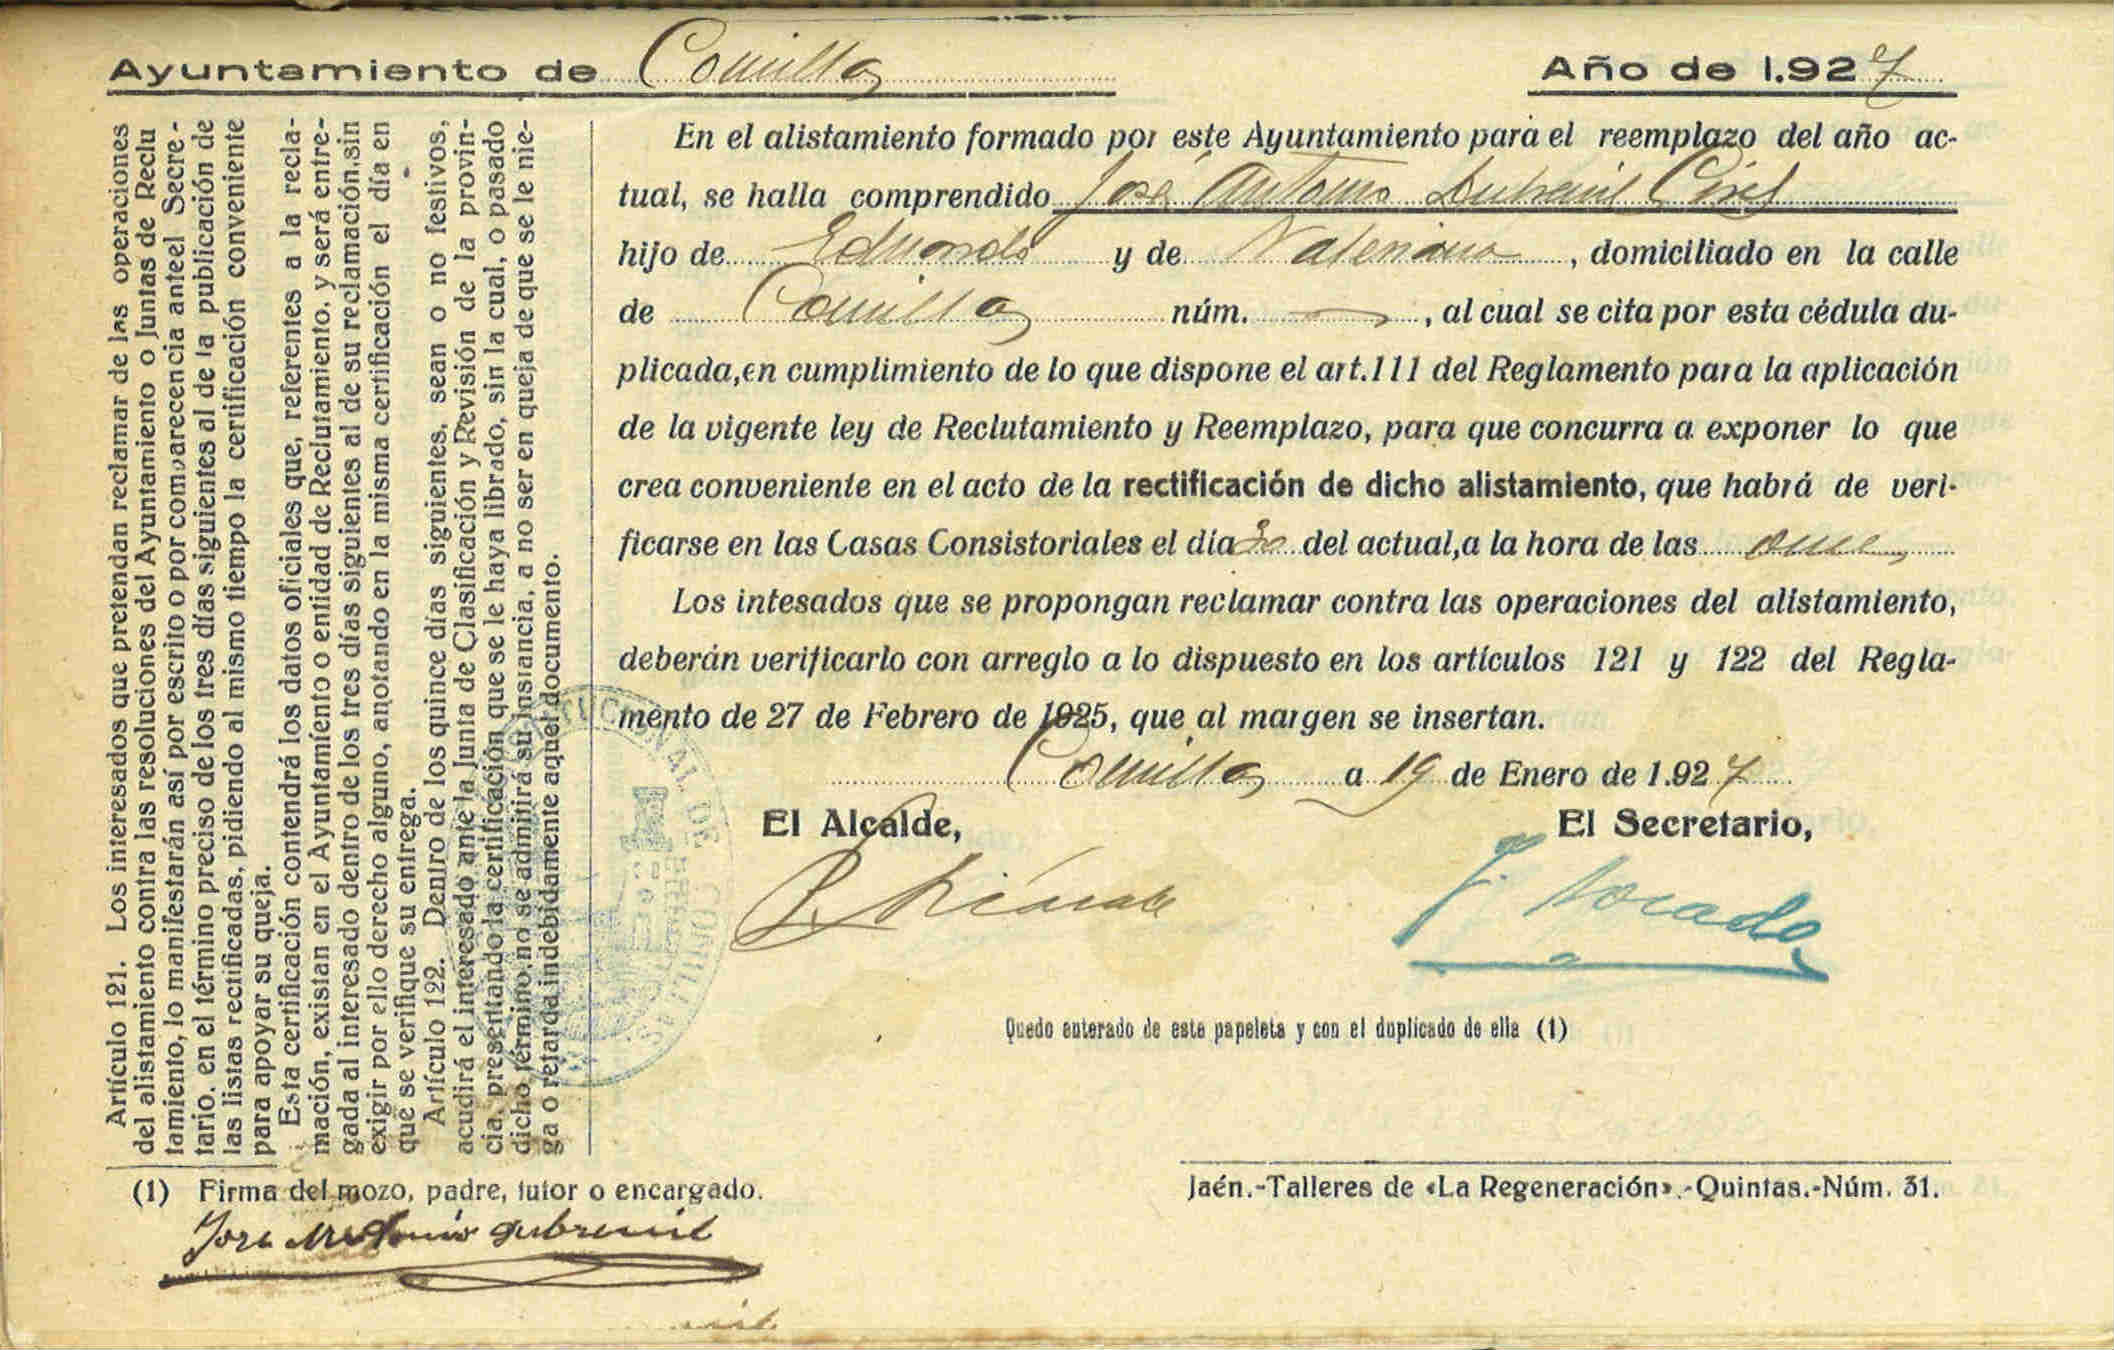 Ayuntamiento de Comillas
Año de 1.927
En el alistamiento formado por este Ayuntamiento para el reemplazo del año ac-
tual, se halla comprendido José Antonio Dubreuil Cires
hijo de Eduardo y de , domiciliado en la calle
de Comillas núm. — , al cual se cita por esta cédula du-
plicada,en cumplimiento de lo que dispone el art.111 del Reglamento para la aplicación
de la vigente ley de Reclutamiento y Reemplazo, para que concurra a exponer lo que
crea conveniente en el acto de la rectificación de dicho alistamiento, que habrá de veri-
ficarse en las Casas Consistoriales el día 30 del actual,a la hora de las once
Los intesados que se propongan reclamar contra las operaciones del alistamiento,
deberán verificarlo con arreglo a lo dispuesto en los artículos 121 y 122 del Regla-
mento de 27 de Febrero de 1925, que al margen se insertan.
Comillas a 19 de Enero de 1.927
El Alcalde,
El Secretario,
Quedo enterado de esta papeleta y con el duplicado de ella (1)
Artículo 121. Los interesados que pretendan reclamar de las operaciones
del alistamiento contra las resoluciones del Ayuntamiento o Juntas de Reclu
tamiento, lo manifestarán así por escrito o por comparecencia anteel Secre-
tario. en el término preciso de los tres días siguientes al de la publicación de
las listas rectificadas, pidiendo al mismo tiempo la certificación conveniente
para apoyar su queja.
Esta certificación contendrá los datos oficiales que, referentes a la recla-
mación, existan en el Ayuntamiento o entidad de Reclutamiento. y será entre-
gada al interesado dentro de los tres días siguientes al de su reclamación,sin
exigir por ello derecho alguno, anotando en la misma certificación el día en
que se verifique su entrega.
Artículo 122. Dentro de los quince días siguientes, sean o no festivos,
acudirá el interesado ante la Junta de Clasificación y Revisión de la provin-
cia, presentando la certificación que se le haya librado, sin la cual, o pasado
dicho término, no se admitirá su instancia, a no ser en queja de que se le nie-
ga o retarda indebidamente aquel documento.
(1) Firma del mozo, padre, tutor o encargado.
Jose Antonio dubreuil
Jaén.-Talleres de «La Regeneración».-Quintas.-Núm. 31.